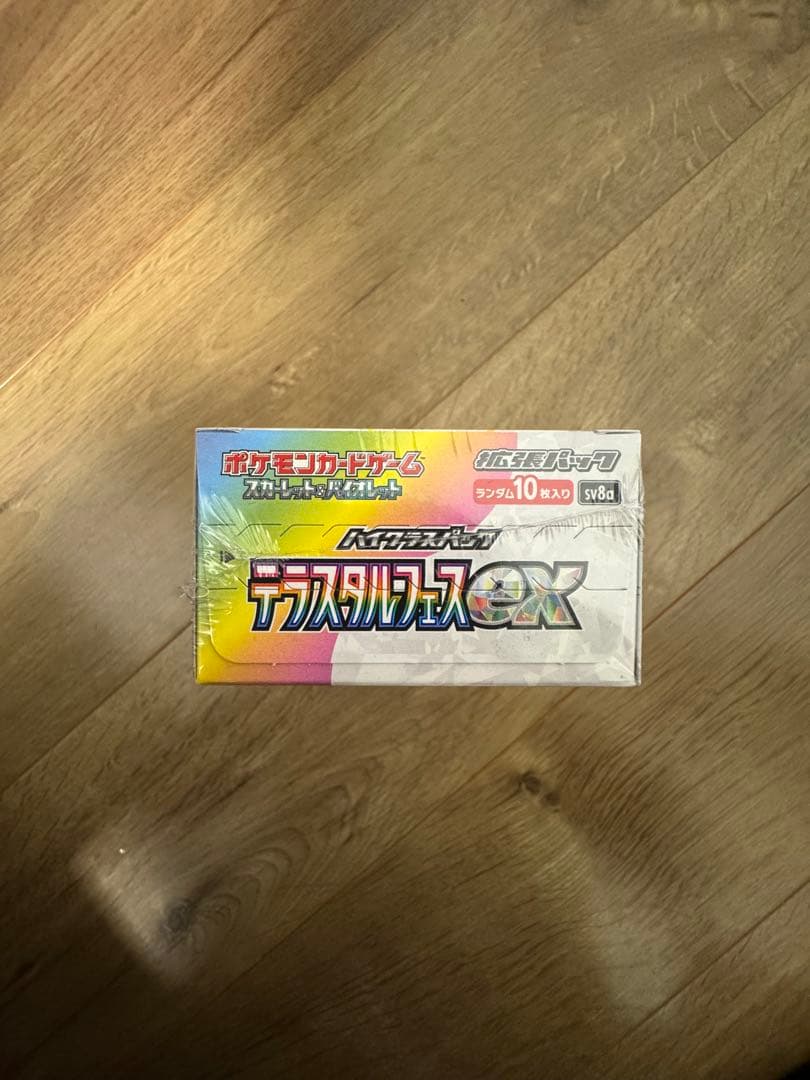 ポケモンカードゲーム
スカーレット&バイオレット
拡張パック
ランダム10枚入り sv8a
ハイクラスパック
テラスタルフェスex